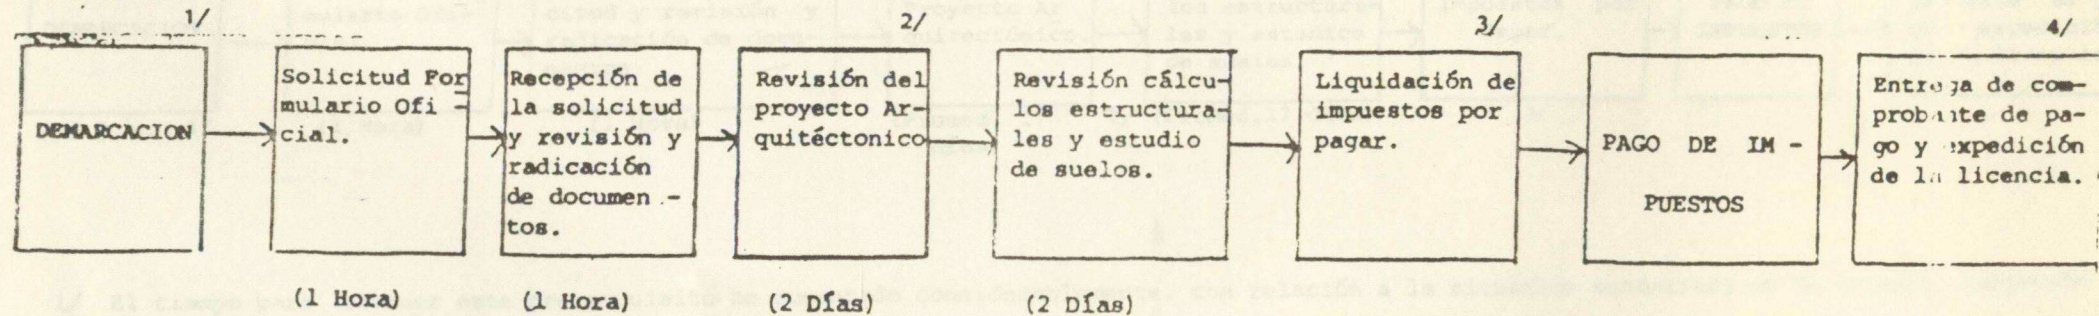 1/
DEMARCACION
Solicitud For
mulario Ofi -
cial.
(1 Hora)
Recepción de
la solicitud
y revisión y
radicación
de documen -
tos.
(1 Hora)
2/
Revisión del
proyecto Ar-
quitéctonico
(2 Días)
Revisión cálcu-
los estructura-
les y estudio
de suelos.
(2 Días)
3/
Liquidación de
impuestos por
pagar.
PAGO DE IM -
PUESTOS
4/
Entrega de com-
probante de pa-
go y expedición
de la licencia.